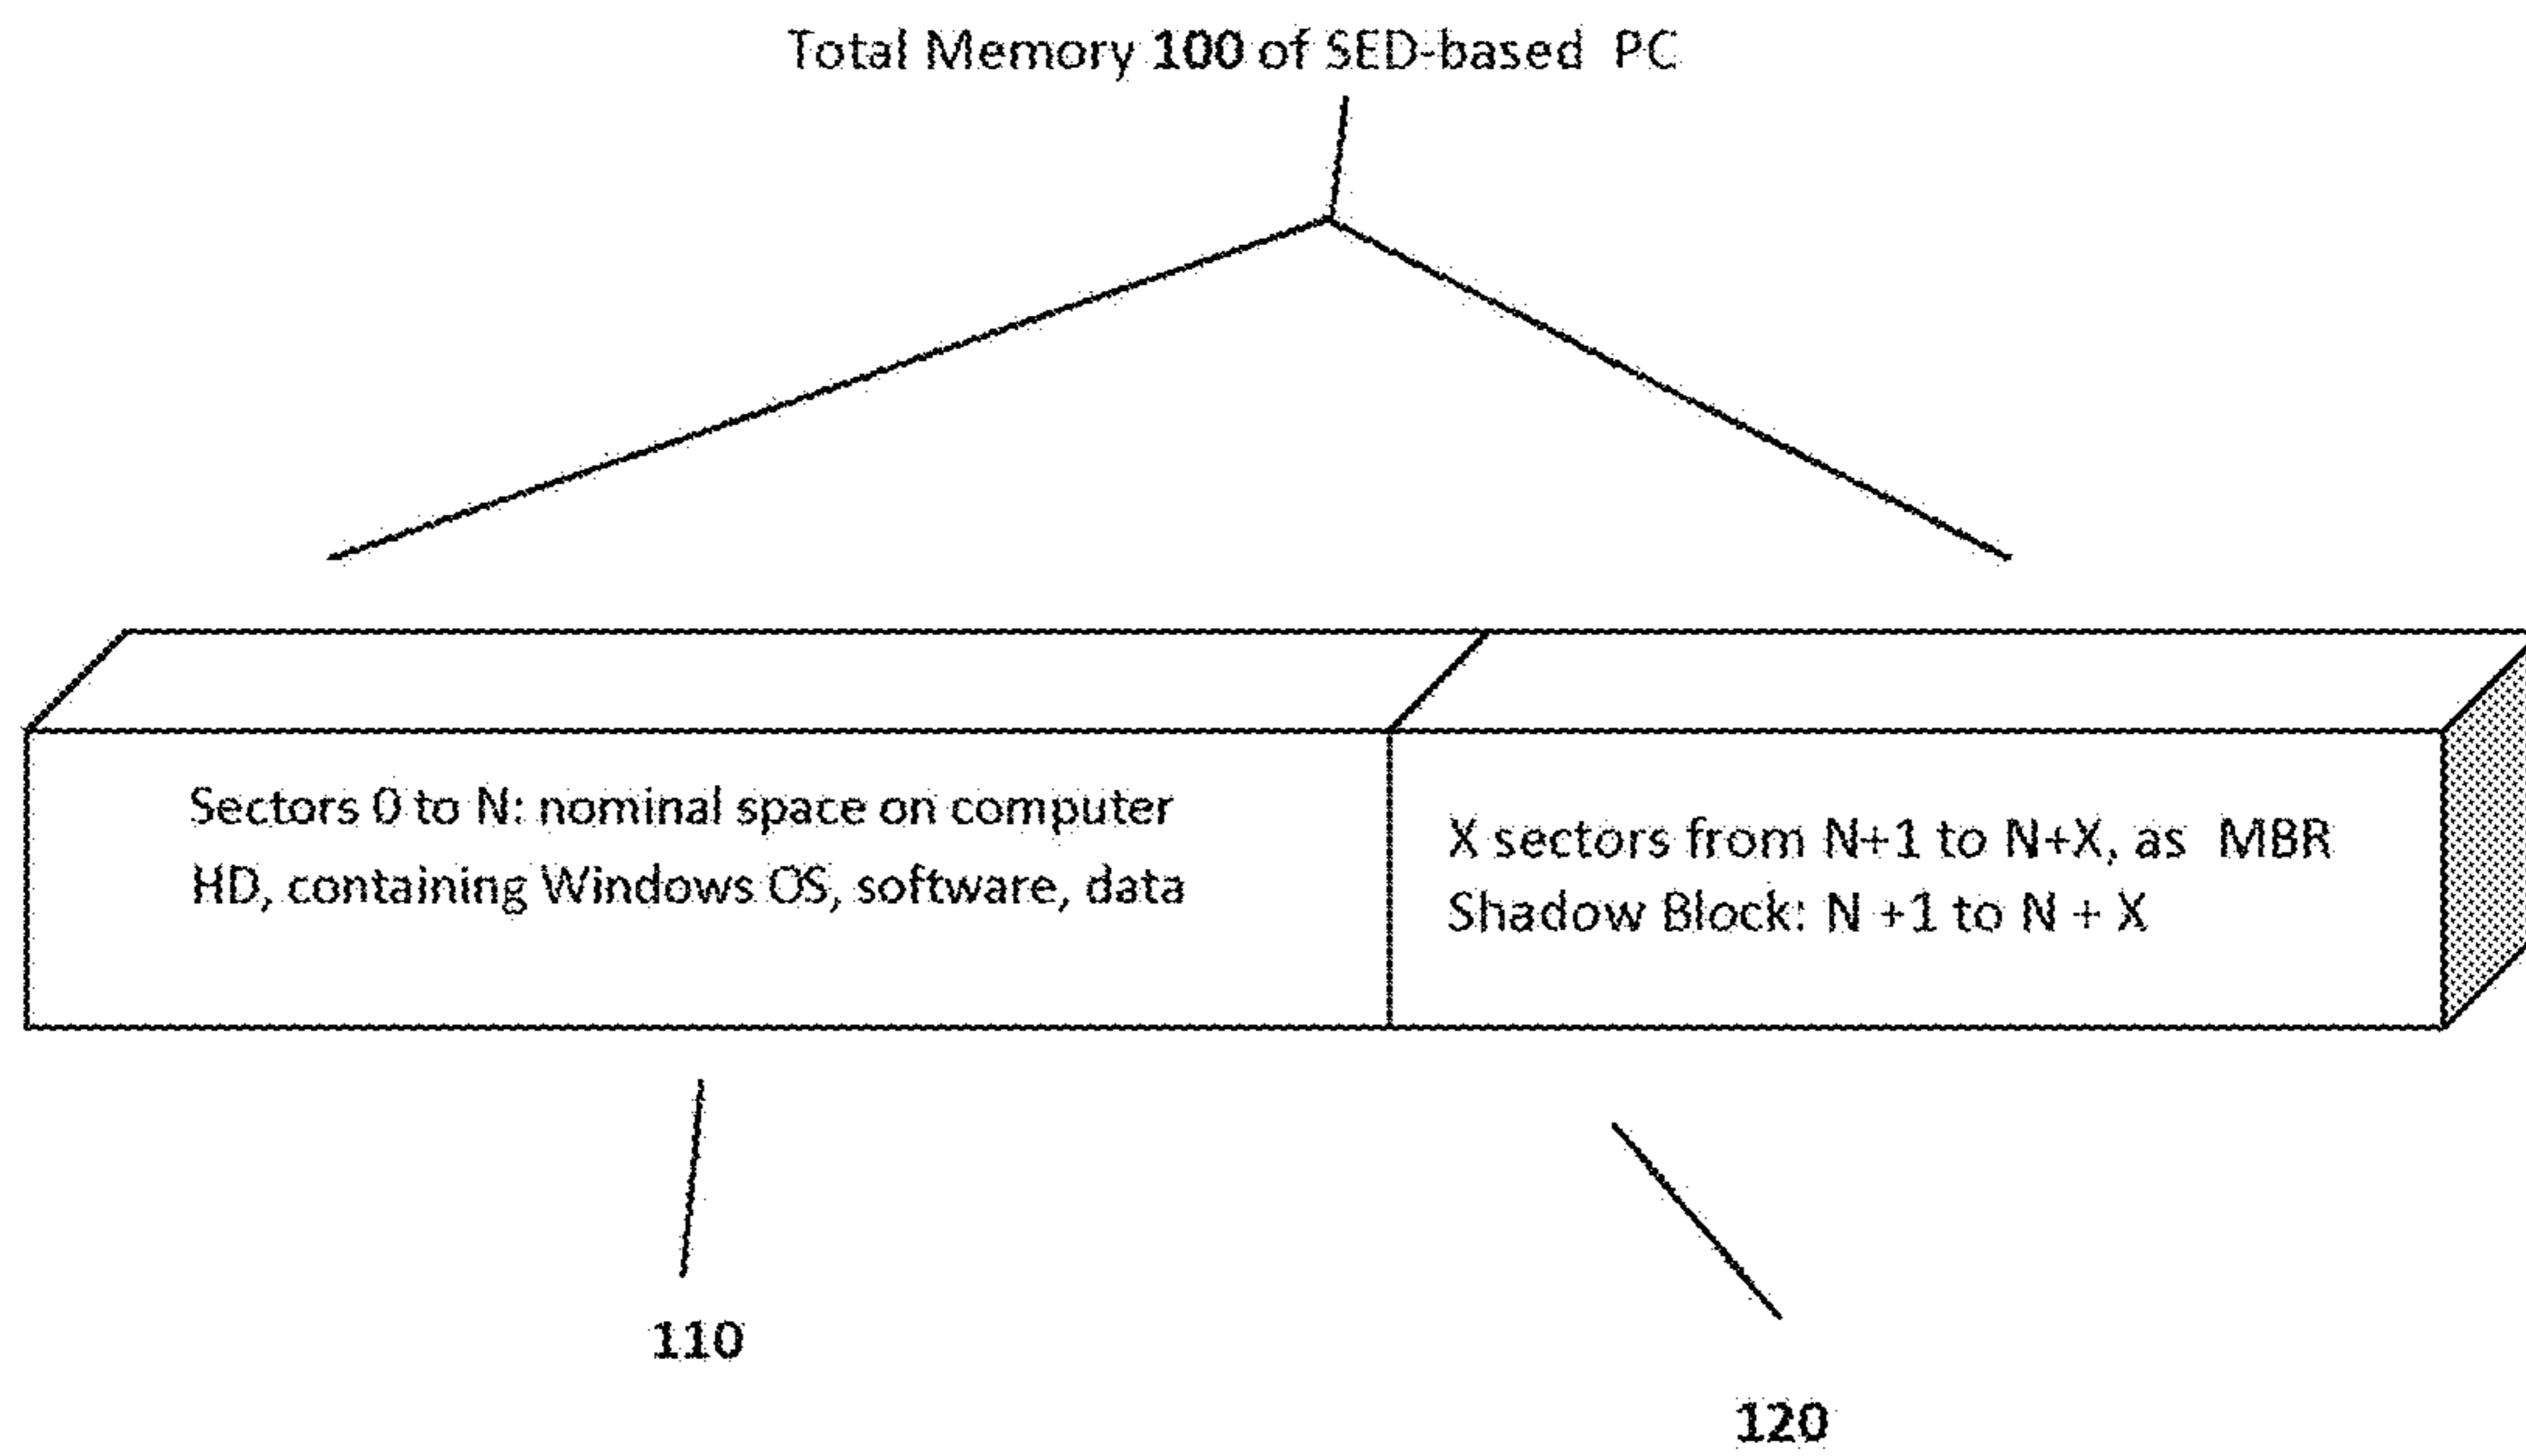 Total Memory 100 of SED-based PC
Sectors 0 to N: nominal space on computer
HD, containing Windows OS, software, data
X sectors from N+1 to N+X, as MBR
Shadow Block: N +1 to N + X
110
120